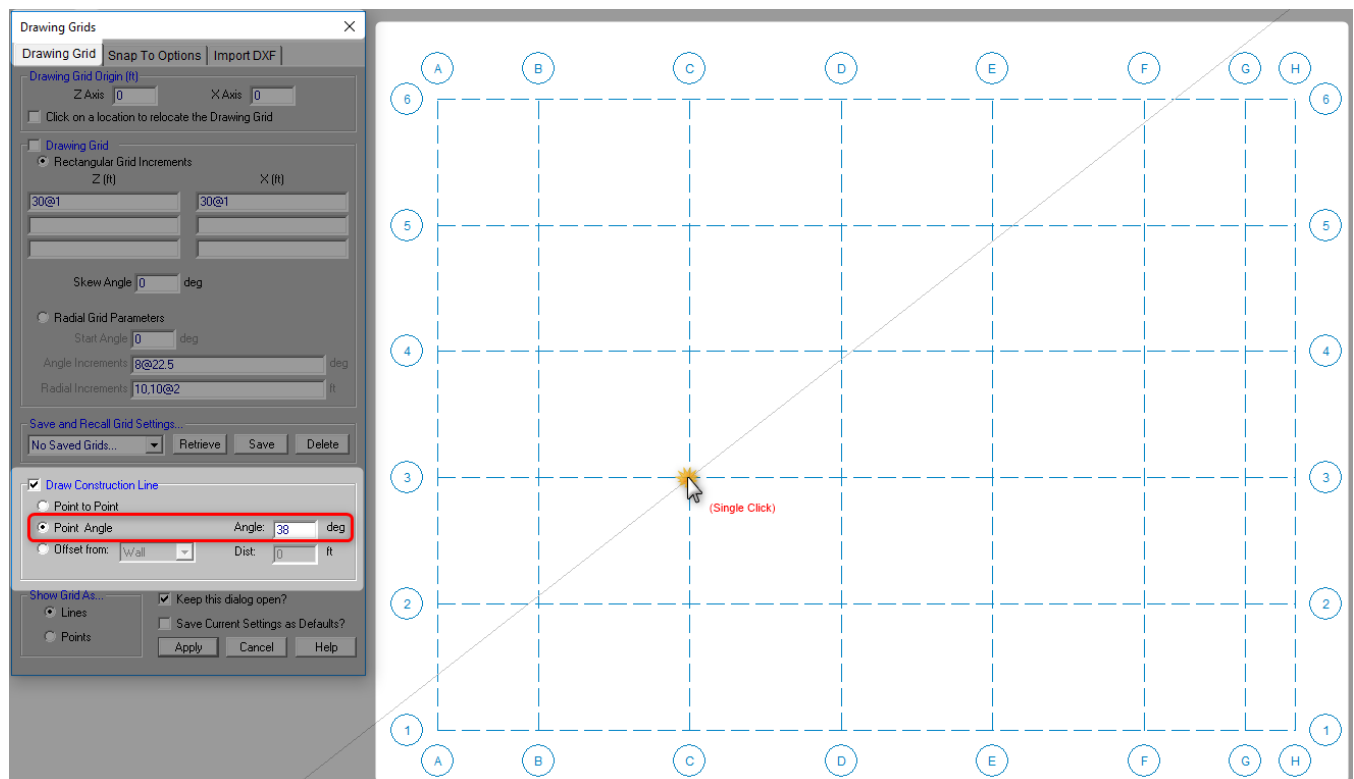 Drawing Grids
Drawing Grid Snap To Options Import DXF
Drawing Grid Origin (ft)
Z Axis 0 X Axis 0
Click on a location to relocate the Drawing Grid
Drawing Grid
Rectangular Grid Increments
Z (ft) X (ft)
30@1 30@1
Skew Angle 0 deg
Radial Grid Parameters
Start Angle 0 deg
Angle Increments 8@22.5 deg
Radial Increments 10,10@2 ft
Save and Recall Grid Settings...
No Saved Grids... Retrieve Save Delete
Draw Construction Line
Point to Point
Point Angle Angle: 38 deg
Offset from: Wall Dist: 0 ft
Show Grid As...
Lines
Points
Keep this dialog open?
Save Current Settings as Defaults?
Apply Cancel Help
A B C D E F G H
6 6
5 5
4 4
3 3
(Single Click)
2 2
1 1
A B C D E F G H